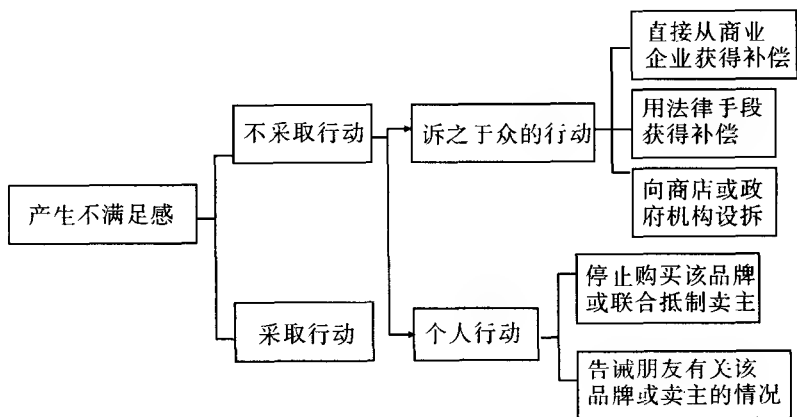 产生不满足感
不采取行动
采取行动
诉之于众的行动
个人行动
直接从商业
企业获得补偿
用法律手段
获得补偿
向商店或政
府机构设拆
停止购买该品牌
或联合抵制卖主
告诫朋友有关该
品牌或卖主的情况